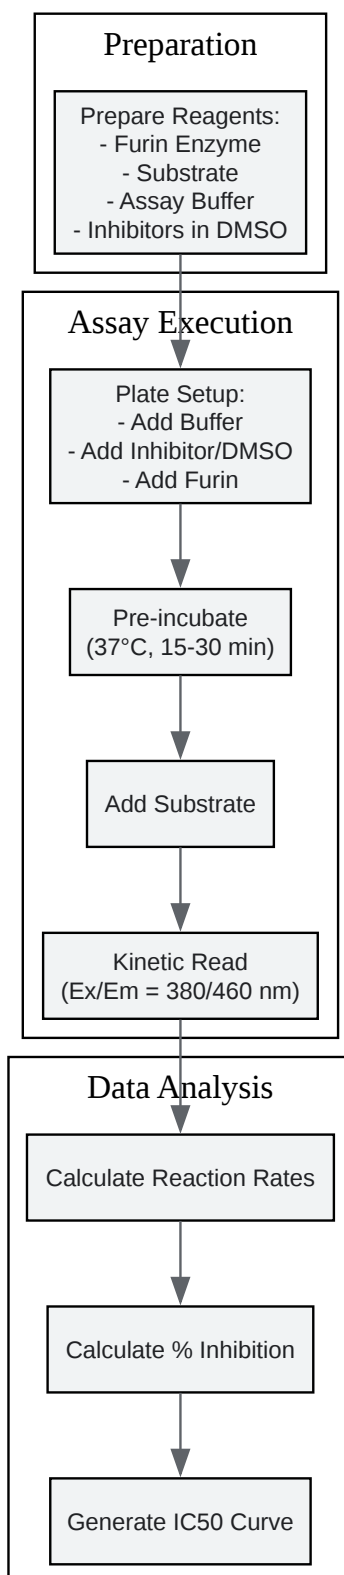 Preparation
Prepare Reagents:
- Furin Enzyme
- Substrate
- Assay Buffer
- Inhibitors in DMSO
Assay Execution
Plate Setup:
- Add Buffer
- Add Inhibitor/DMSO
- Add Furin
Pre-incubate
(37°C, 15-30 min)
Add Substrate
Kinetic Read
(Ex/Em = 380/460 nm)
Data Analysis
Calculate Reaction Rates
Calculate % Inhibition
Generate IC50 Curve